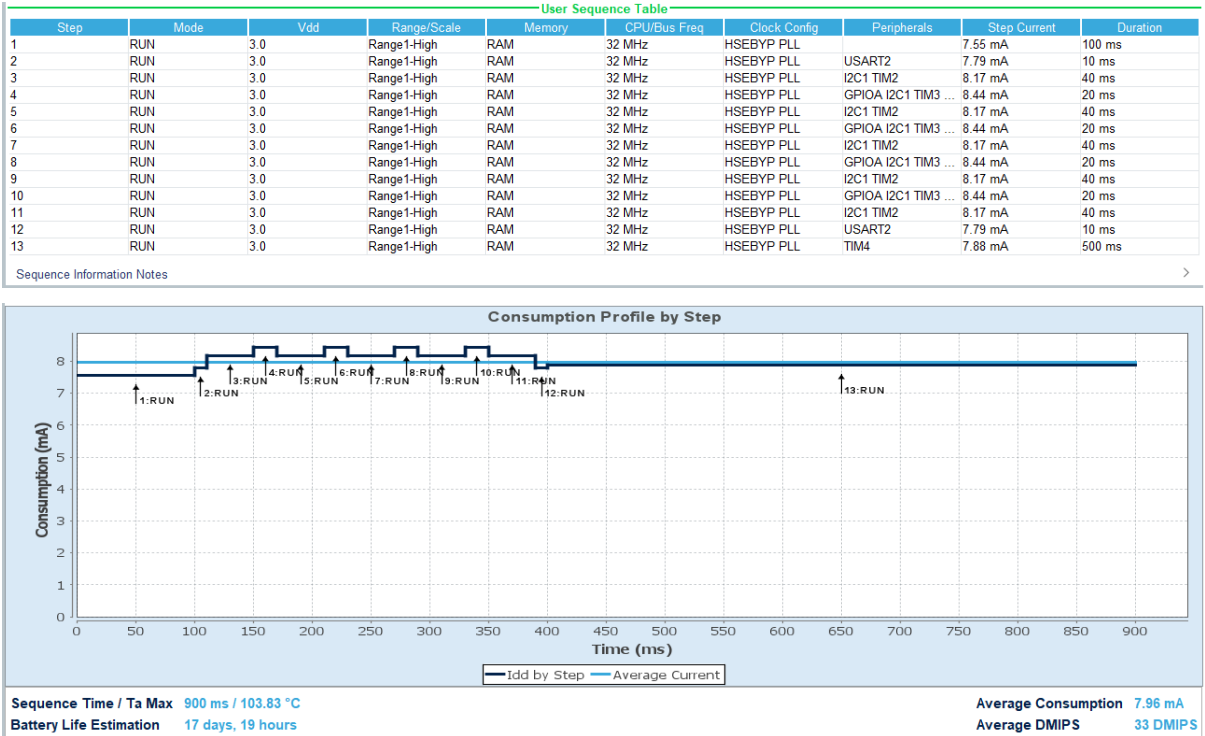 User Sequence Table
Step Mode Vdd Range/Scale Memory CPU/Bus Freq Clock Config Peripherals Step Current Duration
1 RUN 3.0 Range1-High RAM 32 MHz HSEBYP PLL 7.55 mA 100 ms
2 RUN 3.0 Range1-High RAM 32 MHz HSEBYP PLL USART2 7.79 mA 10 ms
3 RUN 3.0 Range1-High RAM 32 MHz HSEBYP PLL I2C1 TIM2 8.17 mA 40 ms
4 RUN 3.0 Range1-High RAM 32 MHz HSEBYP PLL GPIOA I2C1 TIM3 ... 8.44 mA 20 ms
5 RUN 3.0 Range1-High RAM 32 MHz HSEBYP PLL I2C1 TIM2 8.17 mA 40 ms
6 RUN 3.0 Range1-High RAM 32 MHz HSEBYP PLL GPIOA I2C1 TIM3 ... 8.44 mA 20 ms
7 RUN 3.0 Range1-High RAM 32 MHz HSEBYP PLL I2C1 TIM2 8.17 mA 40 ms
8 RUN 3.0 Range1-High RAM 32 MHz HSEBYP PLL GPIOA I2C1 TIM3 ... 8.44 mA 20 ms
9 RUN 3.0 Range1-High RAM 32 MHz HSEBYP PLL I2C1 TIM2 8.17 mA 40 ms
10 RUN 3.0 Range1-High RAM 32 MHz HSEBYP PLL GPIOA I2C1 TIM3 ... 8.44 mA 20 ms
11 RUN 3.0 Range1-High RAM 32 MHz HSEBYP PLL I2C1 TIM2 8.17 mA 40 ms
12 RUN 3.0 Range1-High RAM 32 MHz HSEBYP PLL USART2 7.79 mA 10 ms
13 RUN 3.0 Range1-High RAM 32 MHz HSEBYP PLL TIM4 7.88 mA 500 ms
Sequence Information Notes
Consumption Profile by Step
Consumption (mA)
8
7
6
5
4
3
2
1
0
1:RUN
2:RUN
3:RUN
4:RUN
5:RUN
6:RUN
7:RUN
8:RUN
9:RUN
10:RUN
11:RUN
12:RUN
13:RUN
0 50 100 150 200 250 300 350 400 450 500 550 600 650 700 750 800 850 900
Time (ms)
Idd by Step Average Current
Sequence Time / Ta Max 900 ms / 103.83 °C Average Consumption 7.96 mA
Battery Life Estimation 17 days, 19 hours Average DMIPS 33 DMIPS